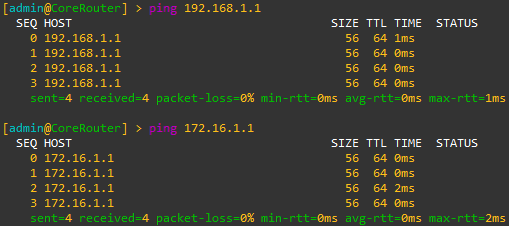 [admin@CoreRouter] > ping 192.168.1.1
SEQ HOST SIZE TTL TIME STATUS
0 192.168.1.1 56 64 1ms
1 192.168.1.1 56 64 0ms
2 192.168.1.1 56 64 0ms
3 192.168.1.1 56 64 0ms
sent=4 received=4 packet-loss=0% min-rtt=0ms avg-rtt=0ms max-rtt=1ms
[admin@CoreRouter] > ping 172.16.1.1
SEQ HOST SIZE TTL TIME STATUS
0 172.16.1.1 56 64 0ms
1 172.16.1.1 56 64 0ms
2 172.16.1.1 56 64 2ms
3 172.16.1.1 56 64 0ms
sent=4 received=4 packet-loss=0% min-rtt=0ms avg-rtt=0ms max-rtt=2ms